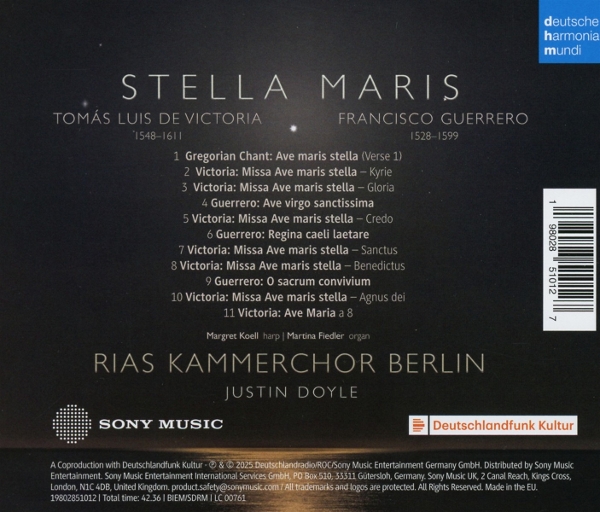 deutsche
harmonia
mundi
STELLA MARIS
TOMÁS LUIS DE VICTORIA
1548–1611
FRANCISCO GUERRERO
1528–1599
1 Gregorian Chant: Ave maris stella (Verse 1)
2 Victoria: Missa Ave maris stella – Kyrie
3 Victoria: Missa Ave maris stella – Gloria
4 Guerrero: Ave virgo sanctissima
5 Victoria: Missa Ave maris stella – Credo
6 Guerrero: Regina caeli laetare
7 Victoria: Missa Ave maris stella – Sanctus
8 Victoria: Missa Ave maris stella – Benedictus
9 Guerrero: O sacrum convivium
10 Victoria: Missa Ave maris stella – Agnus dei
11 Victoria: Ave Maria a 8
Margret Koell harp | Martina Fiedler organ
RIAS KAMMERCHOR BERLIN
JUSTIN DOYLE
SONY MUSIC
Deutschlandfunk Kultur
A Coproduction with Deutschlandfunk Kultur · ℗ & © 2025 Deutschlandradio/ROC/Sony Music Entertainment Germany GmbH. Distributed by Sony Music
Entertainment. Sony Music Entertainment International Services GmbH, PO Box 1510, 33311 Gütersloh, Germany. Sony Music UK, 2 Canal Reach, Kings Cross,
London, N1C 4DB, United Kingdom. product.safety@sonymusic.com / All trademarks and logos are protected. All Rights Reserved. Made in the EU.
19802851012 | Total time: 42.36 | BIEM/SDRM | LC 00761
1 98028 51012 7